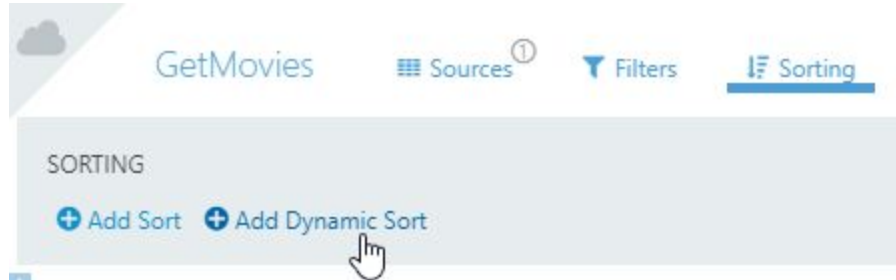 GetMovies Sources 1 Filters Sorting
SORTING
Add Sort Add Dynamic Sort